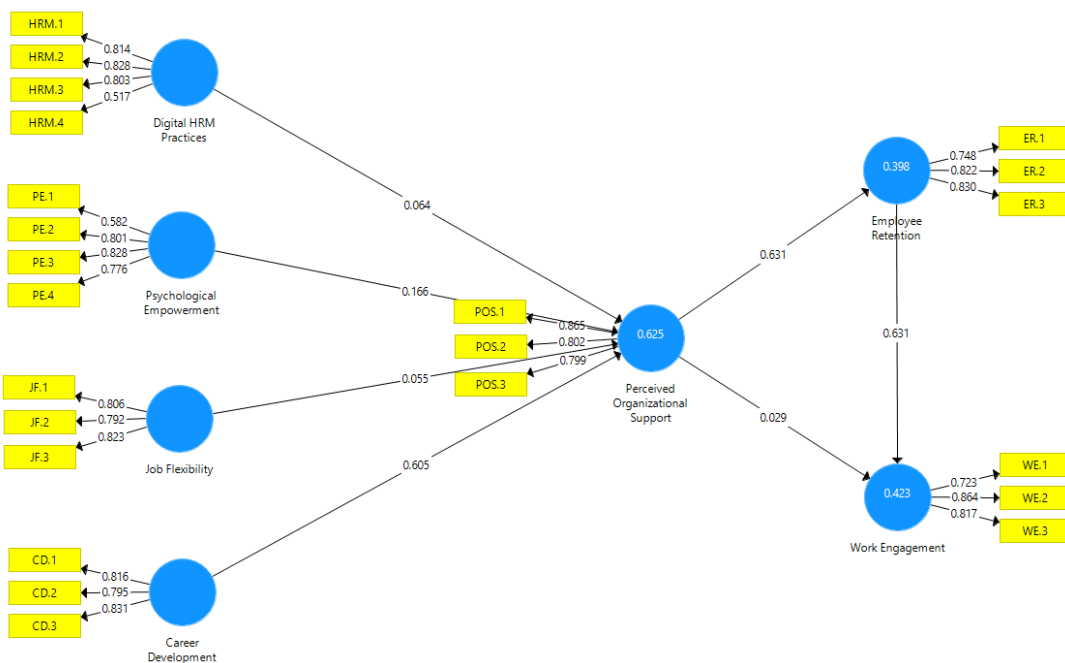 HRM.1
HRM.2
HRM.3
HRM.4
0.814
0.828
0.803
0.517
Digital HRM
Practices
PE.1
PE.2
PE.3
PE.4
0.582
0.801
0.828
0.776
Psychological
Empowerment
JF.1
JF.2
JF.3
0.806
0.792
0.823
Job Flexibility
CD.1
CD.2
CD.3
0.816
0.795
0.831
Career
Development
0.064
0.166
0.055
0.605
POS.1
POS.2
POS.3
0.865
0.802
0.799
0.625
Perceived
Organizational
Support
0.631
0.029
0.398
Employee
Retention
0.748
0.822
0.830
ER.1
ER.2
ER.3
0.631
0.423
Work Engagement
0.723
0.864
0.817
WE.1
WE.2
WE.3